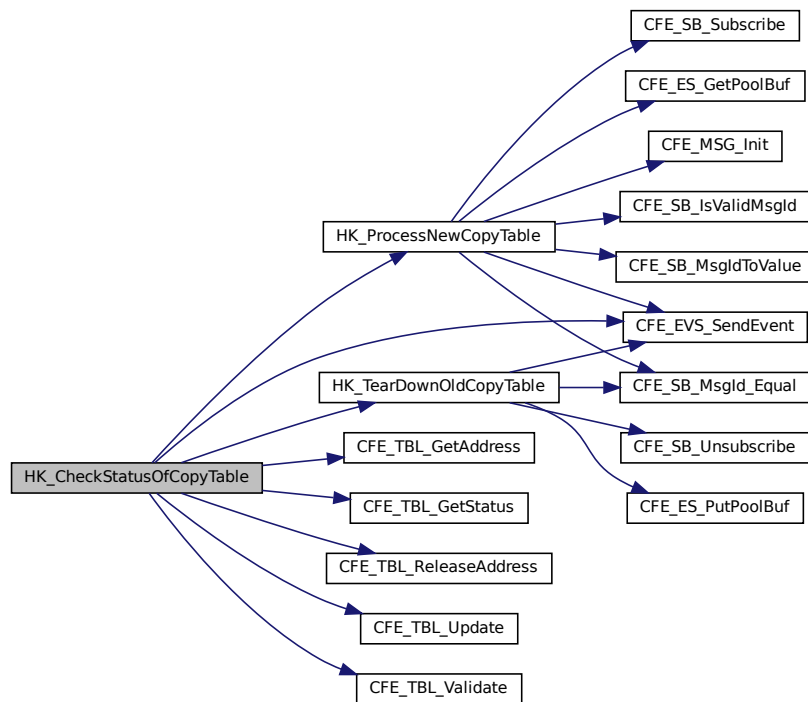 CFE_SB_Subscribe
CFE_ES_GetPoolBuf
CFE_MSG_Init
CFE_SB_IsValidMsgId
HK_ProcessNewCopyTable
CFE_SB_MsgIdToValue
CFE_EVS_SendEvent
HK_TearDownOldCopyTable
CFE_SB_MsgId_Equal
CFE_TBL_GetAddress
CFE_SB_Unsubscribe
HK_CheckStatusOfCopyTable
CFE_TBL_GetStatus
CFE_ES_PutPoolBuf
CFE_TBL_ReleaseAddress
CFE_TBL_Update
CFE_TBL_Validate